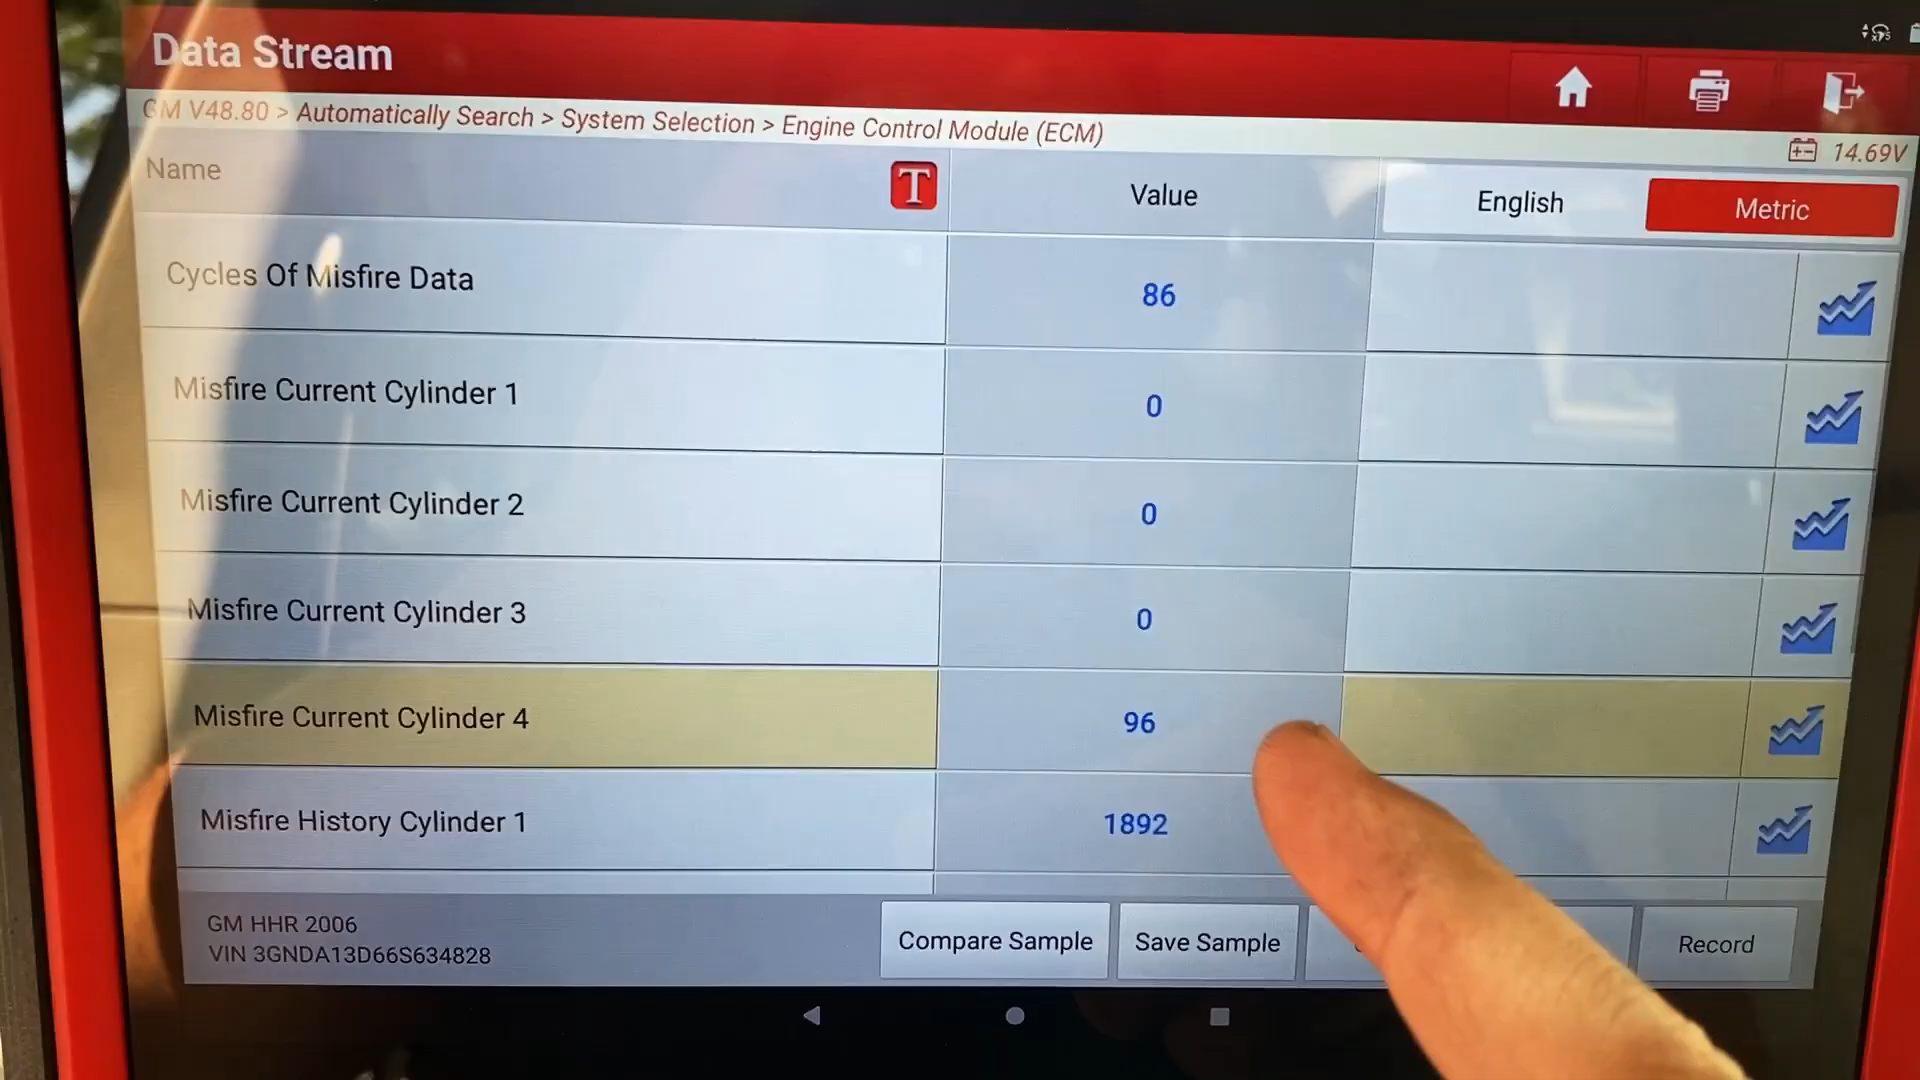 Data Stream
GM V48.80 > Automatically Search > System Selection > Engine Control Module (ECM)
14.69V
Name
T
Value
English
Metric
Cycles Of Misfire Data
86
Misfire Current Cylinder 1
0
Misfire Current Cylinder 2
0
Misfire Current Cylinder 3
0
Misfire Current Cylinder 4
96
Misfire History Cylinder 1
1892
GM HHR 2006
VIN 3GNDA13D66S634828
Compare Sample
Save Sample
Record